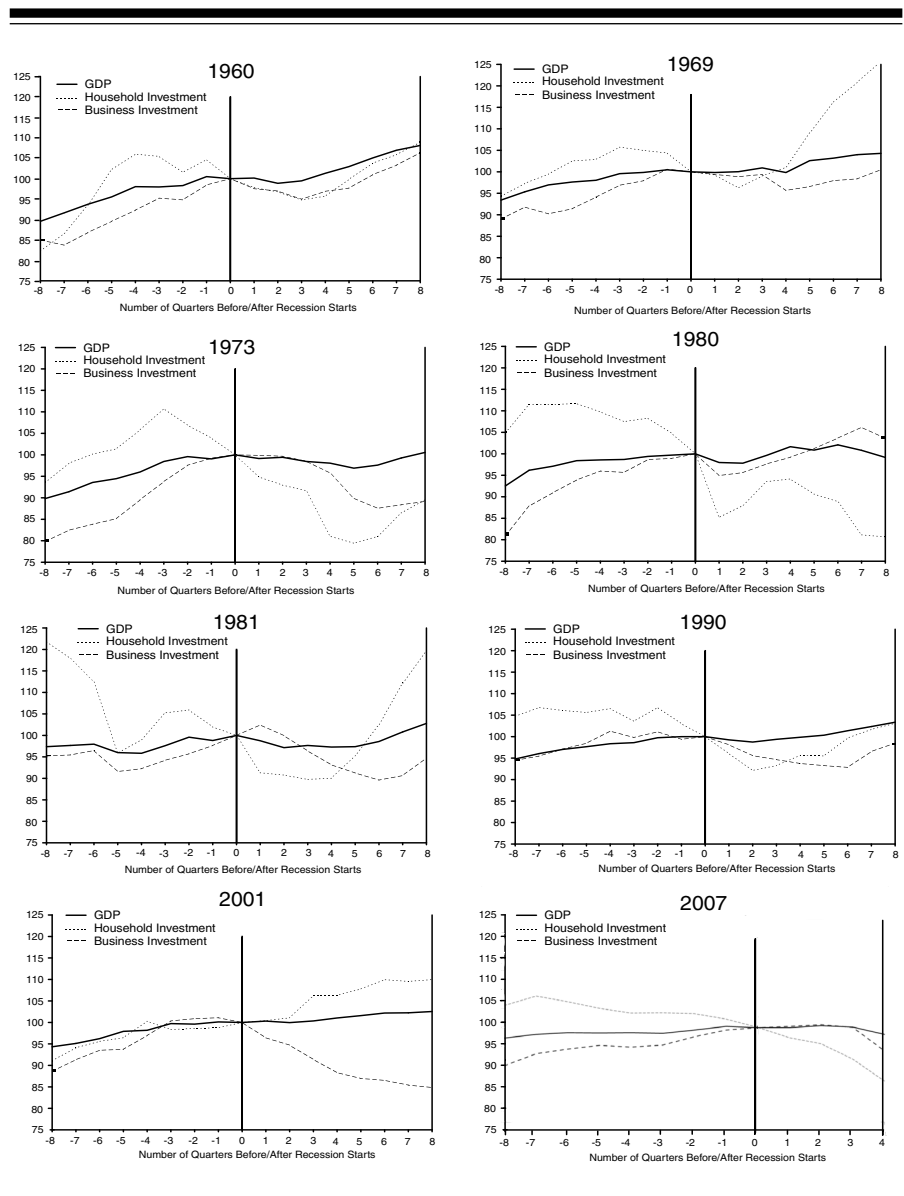 1960
GDP
Household Investment
Business Investment
125
120
115
110
105
100
95
90
85
80
75
-8 -7 -6 -5 -4 -3 -2 -1 0 1 2 3 4 5 6 7 8
Number of Quarters Before/After Recession Starts
1969
GDP
Household Investment
Business Investment
125
120
115
110
105
100
95
90
85
80
75
-8 -7 -6 -5 -4 -3 -2 -1 0 1 2 3 4 5 6 7 8
Number of Quarters Before/After Recession Starts
1973
GDP
Household Investment
Business Investment
125
120
115
110
105
100
95
90
85
80
75
-8 -7 -6 -5 -4 -3 -2 -1 0 1 2 3 4 5 6 7 8
Number of Quarters Before/After Recession Starts
1980
GDP
Household Investment
Business Investment
125
120
115
110
105
100
95
90
85
80
75
-8 -7 -6 -5 -4 -3 -2 -1 0 1 2 3 4 5 6 7 8
Number of Quarters Before/After Recession Starts
1981
GDP
Household Investment
Business Investment
125
120
115
110
105
100
95
90
85
80
75
-8 -7 -6 -5 -4 -3 -2 -1 0 1 2 3 4 5 6 7 8
Number of Quarters Before/After Recession Starts
1990
GDP
Household Investment
Business Investment
125
120
115
110
105
100
95
90
85
80
75
-8 -7 -6 -5 -4 -3 -2 -1 0 1 2 3 4 5 6 7 8
Number of Quarters Before/After Recession Starts
2001
GDP
Household Investment
Business Investment
125
120
115
110
105
100
95
90
85
80
75
-8 -7 -6 -5 -4 -3 -2 -1 0 1 2 3 4 5 6 7 8
Number of Quarters Before/After Recession Starts
2007
GDP
Household Investment
Business Investment
125
120
115
110
105
100
95
90
85
80
75
-8 -7 -6 -5 -4 -3 -2 -1 0 1 2 3 4
Number of Quarters Before/After Recession Starts